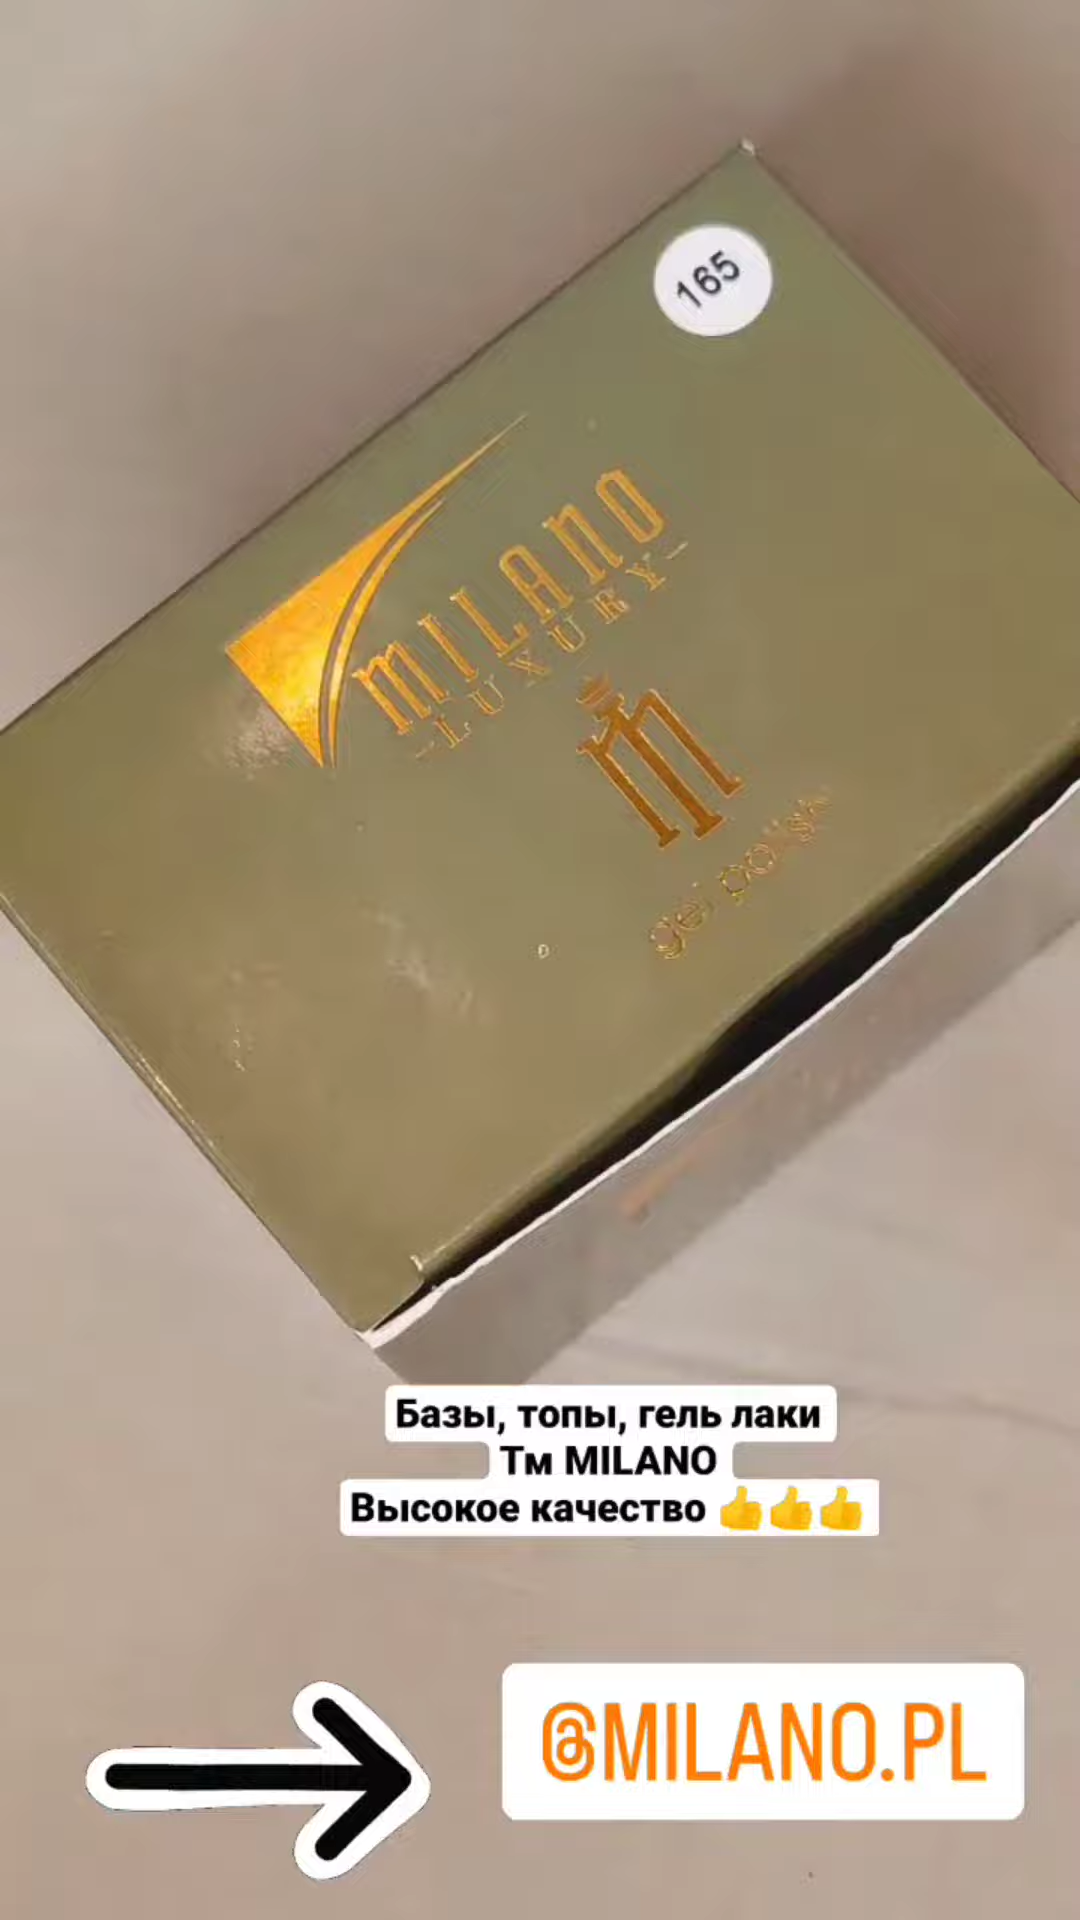 165
MILANO
-LUXURY-
m
gel polish
Базы, топы, гель лаки
Тм MILANO
Высокое качество 👍👍👍
@MILANO.PL